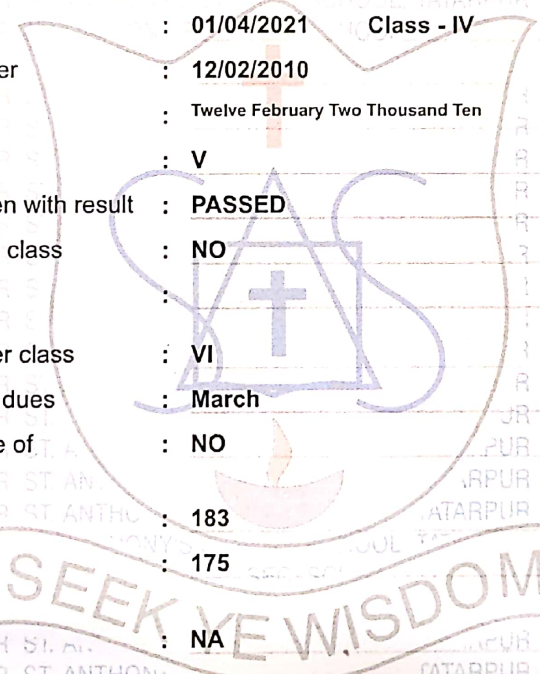 : 01/04/2021 Class - IV
er : 12/02/2010
: Twelve February Two Thousand Ten
: V
en with result : PASSED
class : NO
:
er class : VI
dues : March
e of : NO
: 183
: 175
SEEK YE WISDOM
: NA